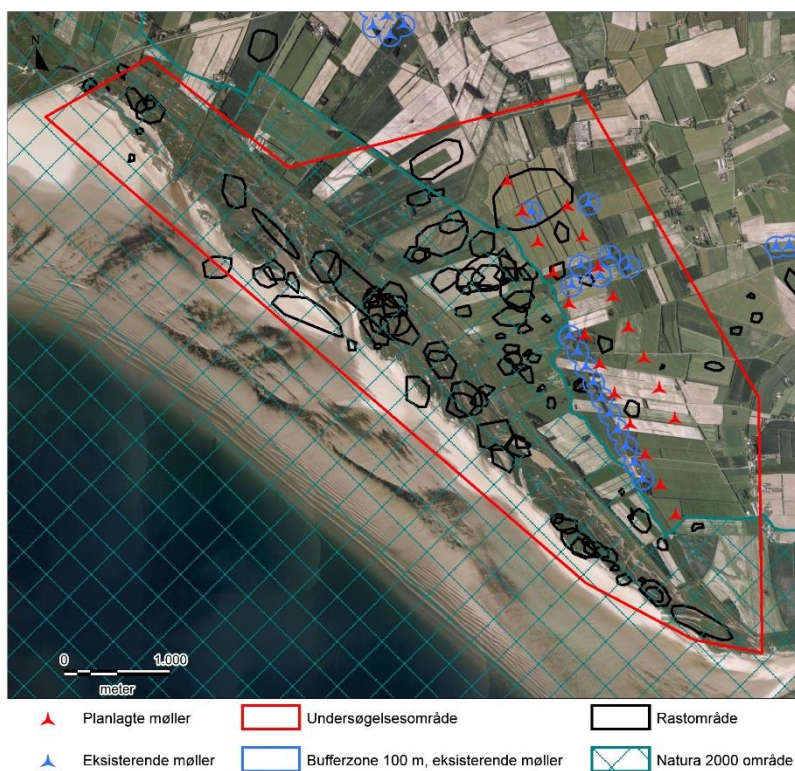 N
0 1.000
meter
Planlagte møller Undersøgelsesområde Rastområde
Eksisterende møller Bufferzone 100 m, eksisterende møller Natura 2000 område